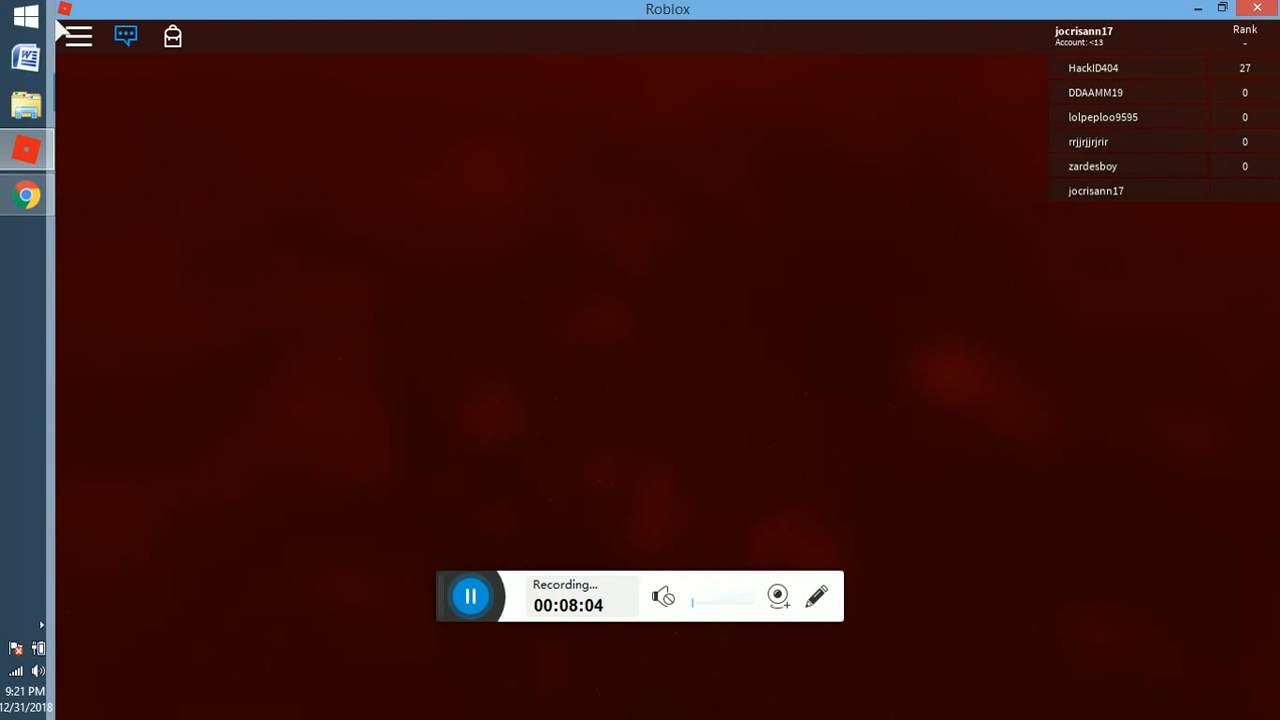 Roblox
jocrisann17
Account: <13
Rank
-
HackID404 27
DDAAMM19 0
lolpeploo9595 0
rrjjrjjrjrir 0
zardesboy 0
jocrisann17
Recording...
00:08:04
9:21 PM
12/31/2018